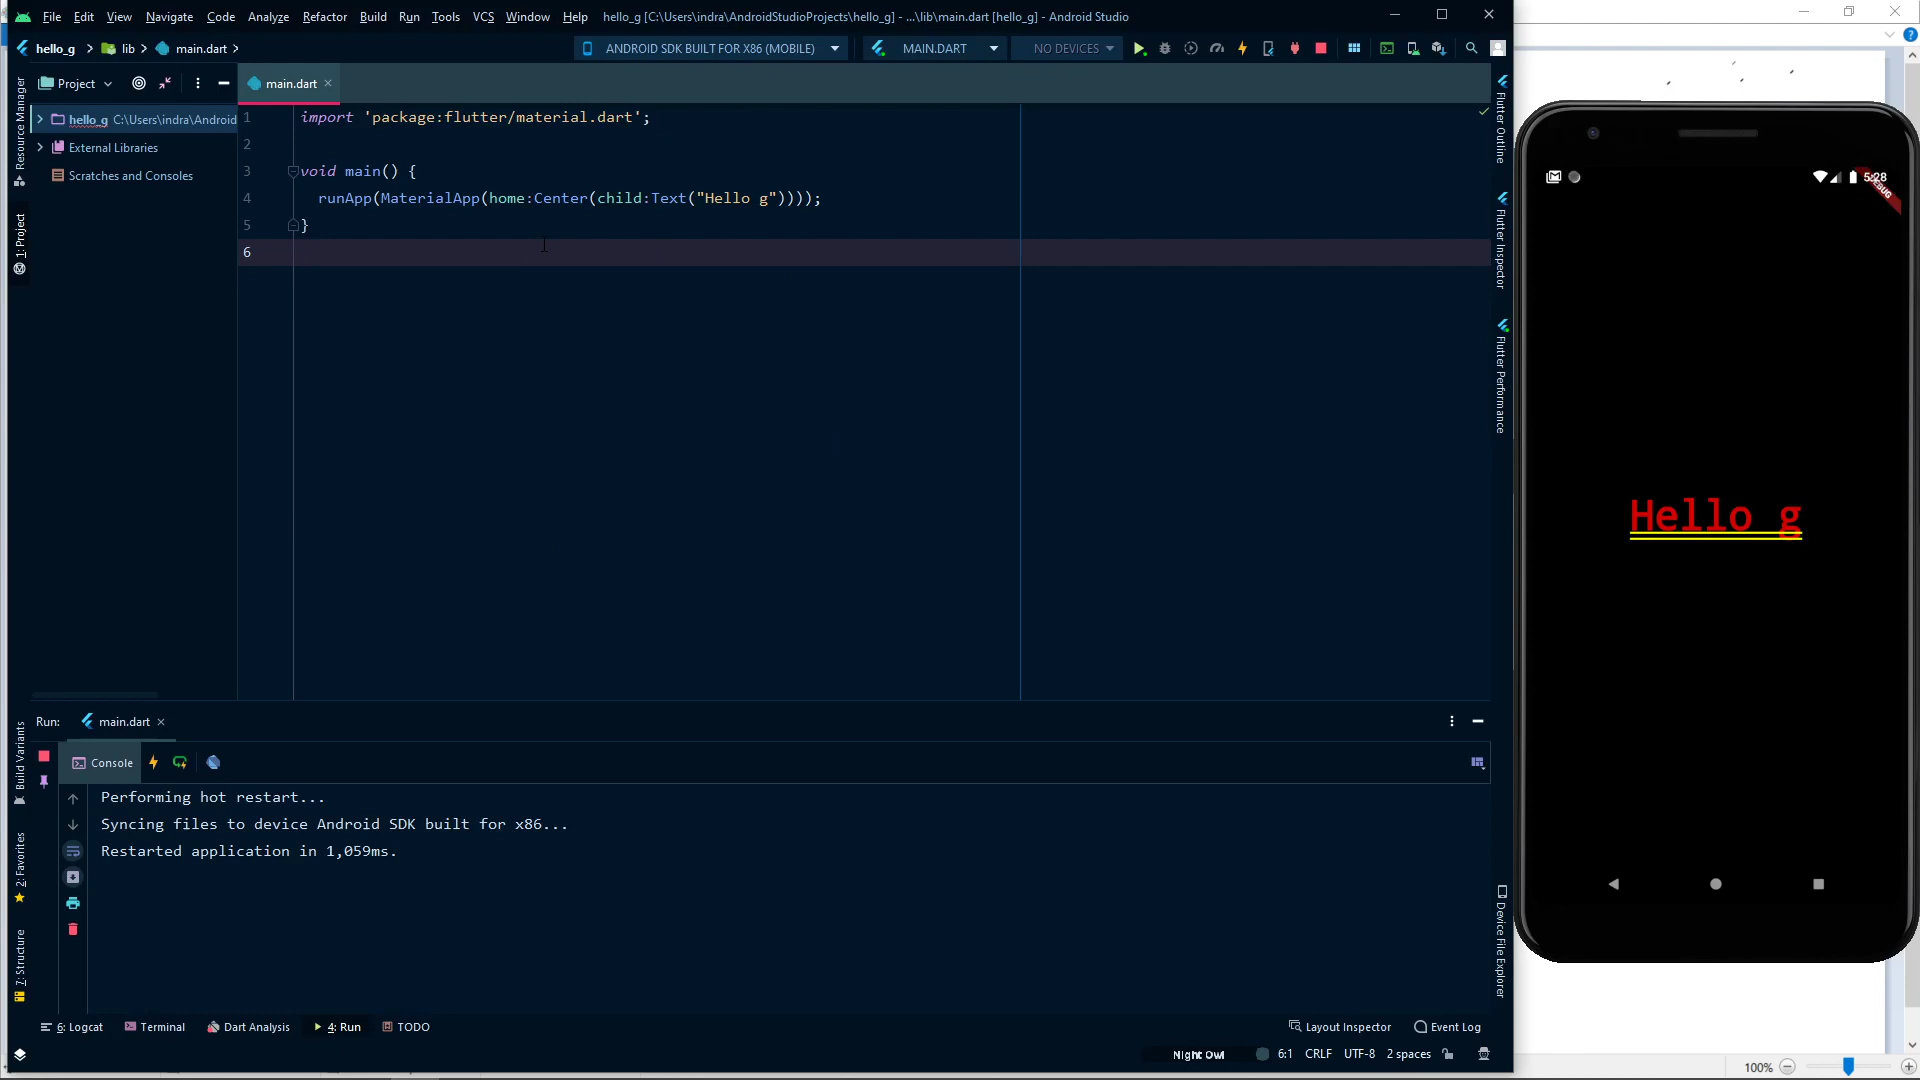 File Edit View Navigate Code Analyze Refactor Build Run Tools VCS Window Help hello_g [C:\Users\indra\AndroidStudioProjects\hello_g] - ...\lib\main.dart [hello_g] - Android Studio
hello_g lib main.dart ANDROID SDK BUILT FOR X86 (MOBILE) MAIN.DART NO DEVICES
Project main.dart
hello_g C:\Users\indra\Android
External Libraries
Scratches and Consoles
1 import 'package:flutter/material.dart';
2
3 void main() {
4 runApp(MaterialApp(home:Center(child:Text("Hello g"))));
5 }
6
Resource Manager
1: Project
Build Variants
2: Favorites
7: Structure
Flutter Outline
Flutter Inspector
Flutter Performance
Device File Explorer
5:28
DEBUG
Hello g
Run: main.dart
Console
Performing hot restart...
Syncing files to device Android SDK built for x86...
Restarted application in 1,059ms.
6: Logcat Terminal Dart Analysis 4: Run TODO Layout Inspector Event Log
Night Owl 6:1 CRLF UTF-8 2 spaces
100%